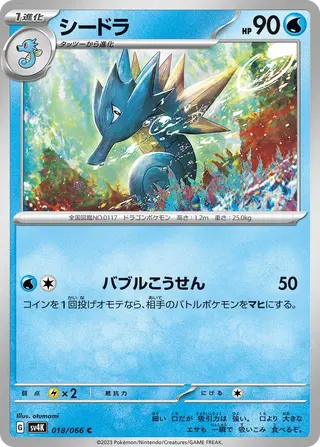 1進化
シードラ
HP90
タッツーから進化
全国図鑑NO.0117 ドラゴンポケモン 高さ:1.2m 重さ:25.0kg
バブルこうせん 50
コインを1回投げオモテなら、相手のバトルポケモンをマヒにする。
弱点 ×2 抵抗力 にげる
Illus. otumami
G sv4K 018/066 C
細い 口だが 吸引力は 強く 一瞬で
口よりも 大きい エサを 吸いこみ 食べる。
©2023 Pokémon/Nintendo/Creatures/GAME FREAK.